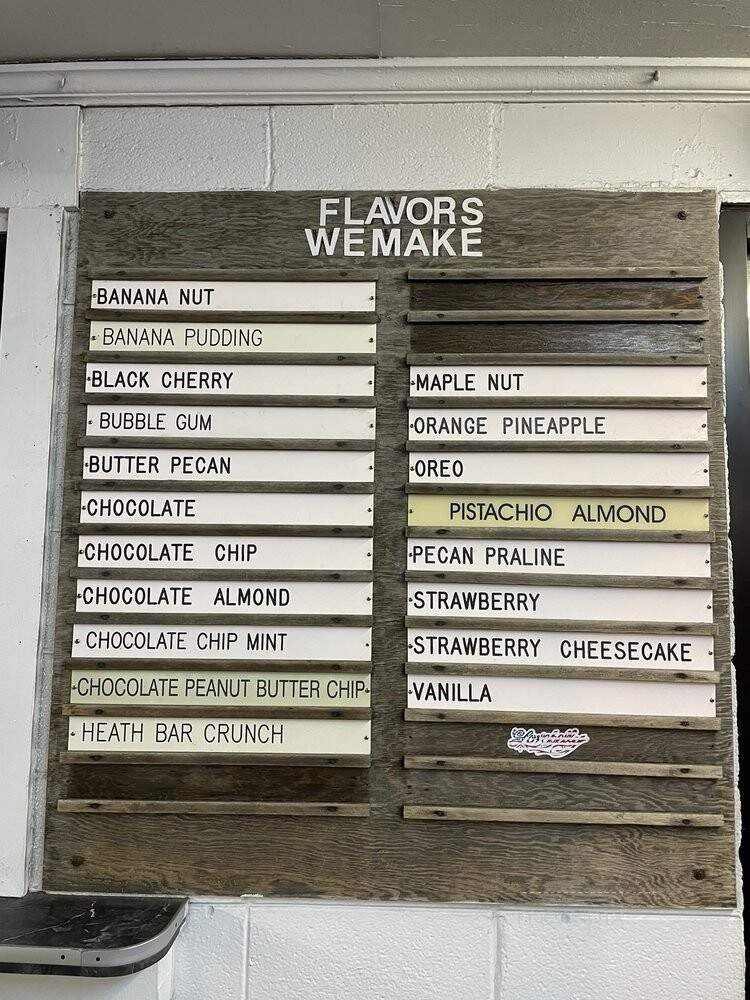 FLAVORS
WE MAKE
BANANA NUT
BANANA PUDDING
BLACK CHERRY
BUBBLE GUM
BUTTER PECAN
CHOCOLATE
CHOCOLATE CHIP
CHOCOLATE ALMOND
CHOCOLATE CHIP MINT
CHOCOLATE PEANUT BUTTER CHIP
HEATH BAR CRUNCH
MAPLE NUT
ORANGE PINEAPPLE
OREO
PISTACHIO ALMOND
PECAN PRALINE
STRAWBERRY
STRAWBERRY CHEESECAKE
VANILLA